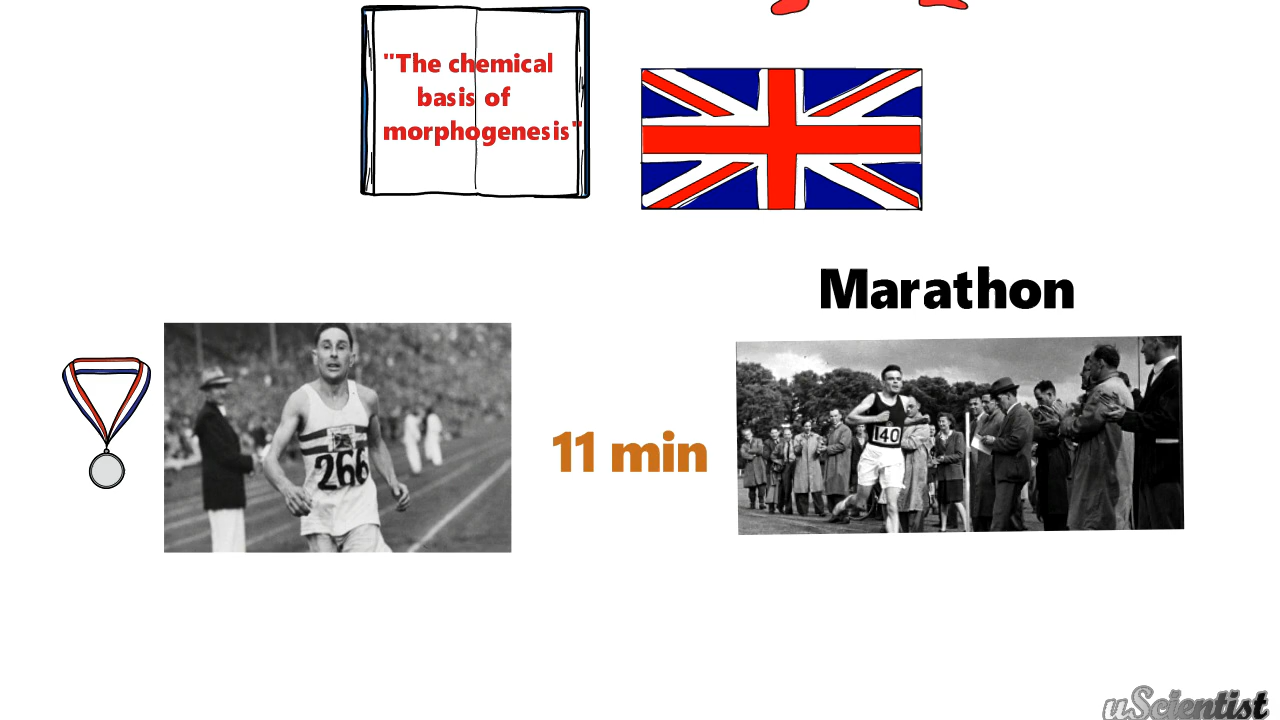 "The chemical
basis of
morphogenesis"
Marathon
266
11 min
140
uScientist